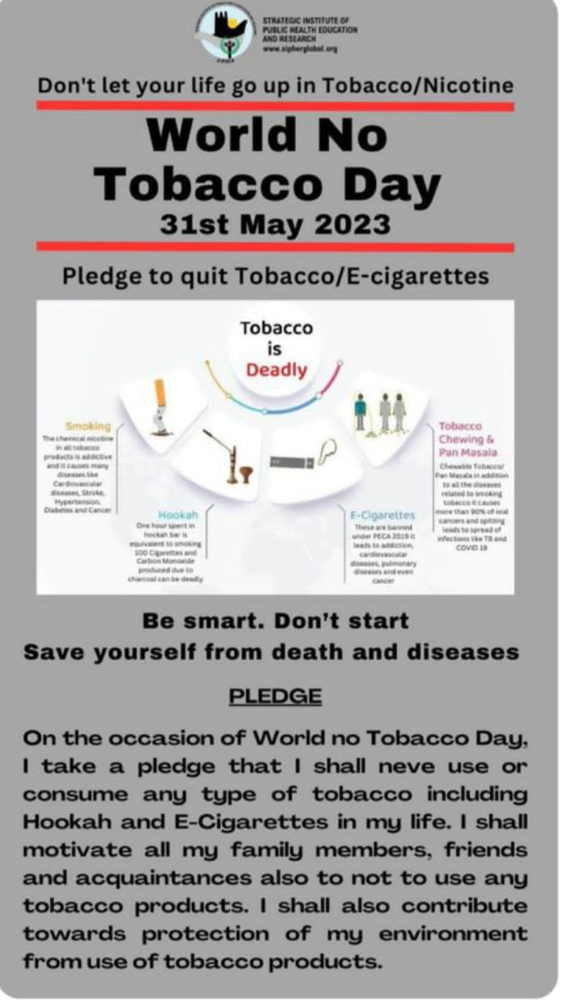 STRATEGIC INSTITUTE OF
PUBLIC HEALTH EDUCATION
AND RESEARCH
www.sipherglobal.org
Don't let your life go up in Tobacco/Nicotine
World No
Tobacco Day
31st May 2023
Pledge to quit Tobacco/E-cigarettes
Tobacco
is
Deadly
Smoking
The chemical nicotine
in all tobacco
products is addictive
and it causes many
diseases like
Cardiovascular
diseases, Stroke,
Hypertension,
Diabetes and Cancer
Hookah
One hour spent in
hookah bar is
equivalent to smoking
100 Cigarettes and
Carbon Monoxide
produced due to
charcoal can be deadly
E-Cigarettes
These are banned
under PECA 2019 it
leads to addiction,
cardiovascular
diseases, pulmonary
diseases and even
cancer
Tobacco
Chewing &
Pan Masala
Chewable Tobacco/
Pan Masala in addition
to all the diseases
related to smoking
tobacco it causes
more than 90% of oral
cancers and spitting
leads to spread of
infections like TB and
COVID 19
Be smart. Don't start
Save yourself from death and diseases
PLEDGE
On the occasion of World no Tobacco Day,
I take a pledge that I shall neve use or
consume any type of tobacco including
Hookah and E-Cigarettes in my life. I shall
motivate all my family members, friends
and acquaintances also to not to use any
tobacco products. I shall also contribute
towards protection of my environment
from use of tobacco products.